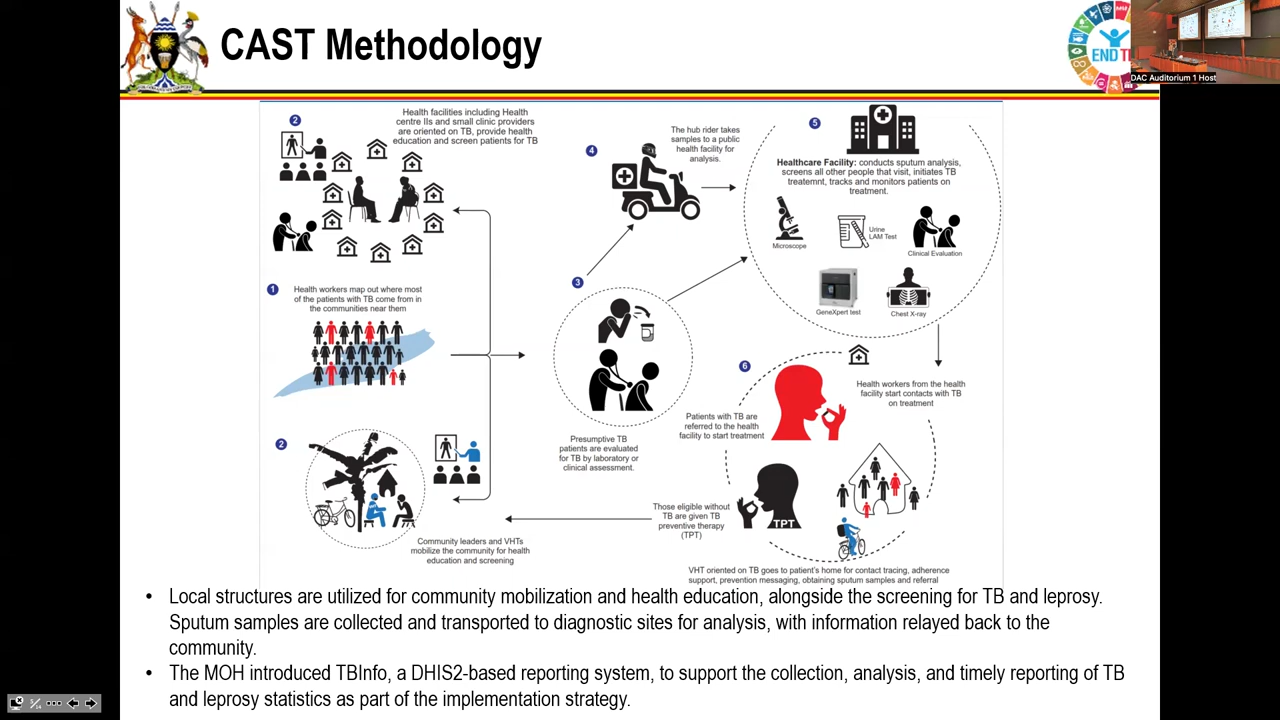 CAST Methodology
END
DAC Auditorium 1 Host
2
Health facilities including Health
centre IIs and small clinic providers
are oriented on TB, provide health
education and screen patients for TB
1
Health workers map out where most
of the patients with TB come from in
the communities near them
2
Community leaders and VHTs
mobilize the community for health
education and screening
3
Presumptive TB
patients are evaluated
for TB by laboratory or
clinical assessment.
4
The hub rider takes
samples to a public
health facility for
analysis.
5
Healthcare Facility: conducts sputum analysis,
screens all other people that visit, initiates TB
treatemnt, tracks and monitors patients on
treatment.
Microscope
Urine
LAM Test
Clinical Evaluation
GeneXpert test
Chest X-ray
6
Health workers from the health
facility start contacts with TB
on treatment
Patients with TB are
referred to the health
facility to start treatment
Those eligible without
TB are given TB
preventive therapy
(TPT)
TPT
VHT oriented on TB goes to patient's home for contact tracing, adherence
support, prevention messaging, obtaining sputum samples and referral
• Local structures are utilized for community mobilization and health education, alongside the screening for TB and leprosy.
Sputum samples are collected and transported to diagnostic sites for analysis, with information relayed back to the
community.
• The MOH introduced TBInfo, a DHIS2-based reporting system, to support the collection, analysis, and timely reporting of TB
and leprosy statistics as part of the implementation strategy.